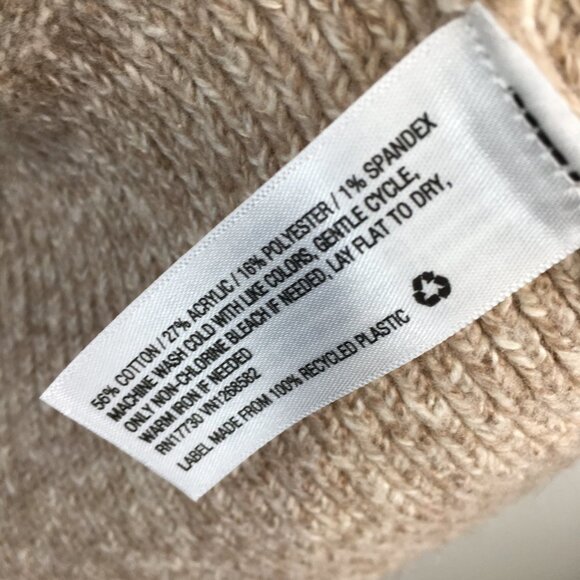 56% COTTON / 27% ACRYLIC / 16% POLYESTER / 1% SPANDEX
MACHINE WASH COLD WITH LIKE COLORS, GENTLE CYCLE,
ONLY NON-CHLORINE BLEACH IF NEEDED, LAY FLAT TO DRY,
WARM IRON IF NEEDED
RN17730 VN1268582
LABEL MADE FROM 100% RECYCLED PLASTIC